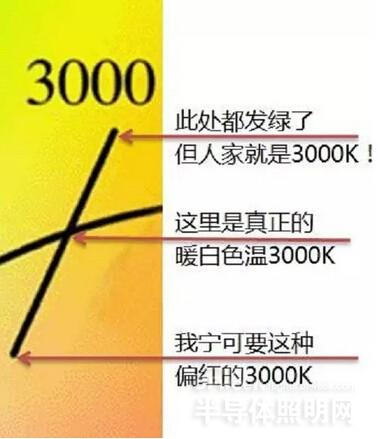 3000
此处都发绿了
但人家就是3000K！
这里是真正的
暖白色温3000K
我宁可要这种
偏红的3000K
半导体照明网